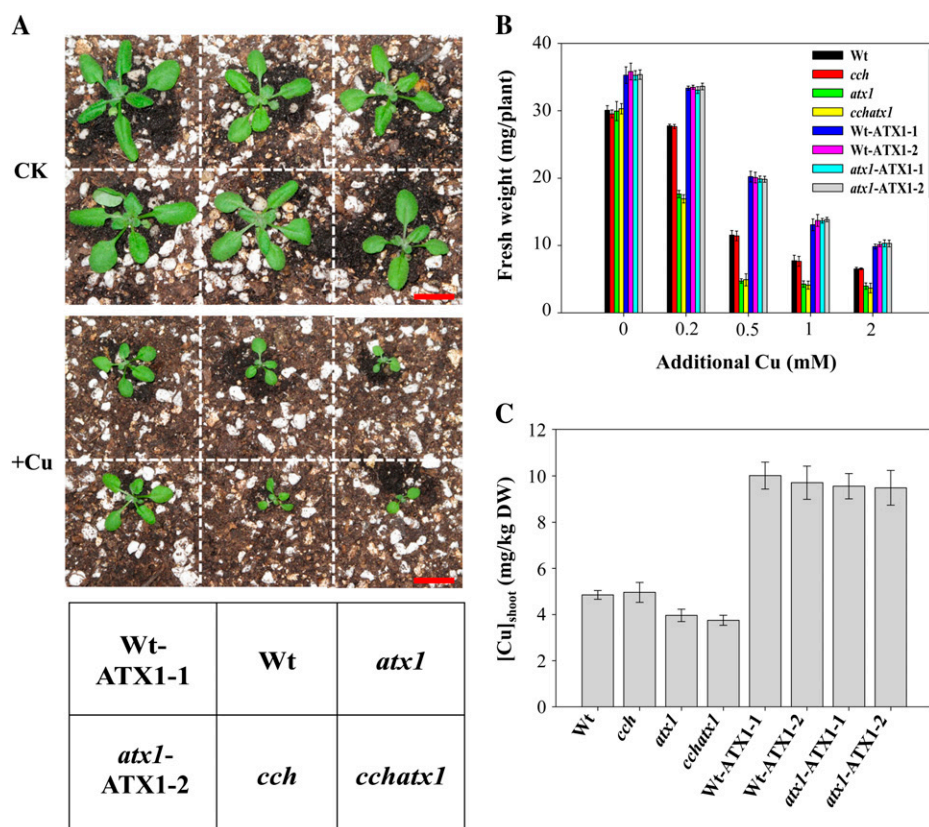 A
CK
+Cu
Wt-
ATX1-1
Wt
atx1
atx1-
ATX1-2
cch
cchatx1
B
Fresh weight (mg/plant)
40
30
20
10
0
Wt
cch
atx1
cchatx1
Wt-ATX1-1
Wt-ATX1-2
atx1-ATX1-1
atx1-ATX1-2
0 0.2 0.5 1 2
Additional Cu (mM)
C
[Cu]shoot (mg/kg DW)
12
10
8
6
4
2
0
Wt
cch
atx1
cchatx1
Wt-ATX1-1
Wt-ATX1-2
atx1-ATX1-1
atx1-ATX1-2